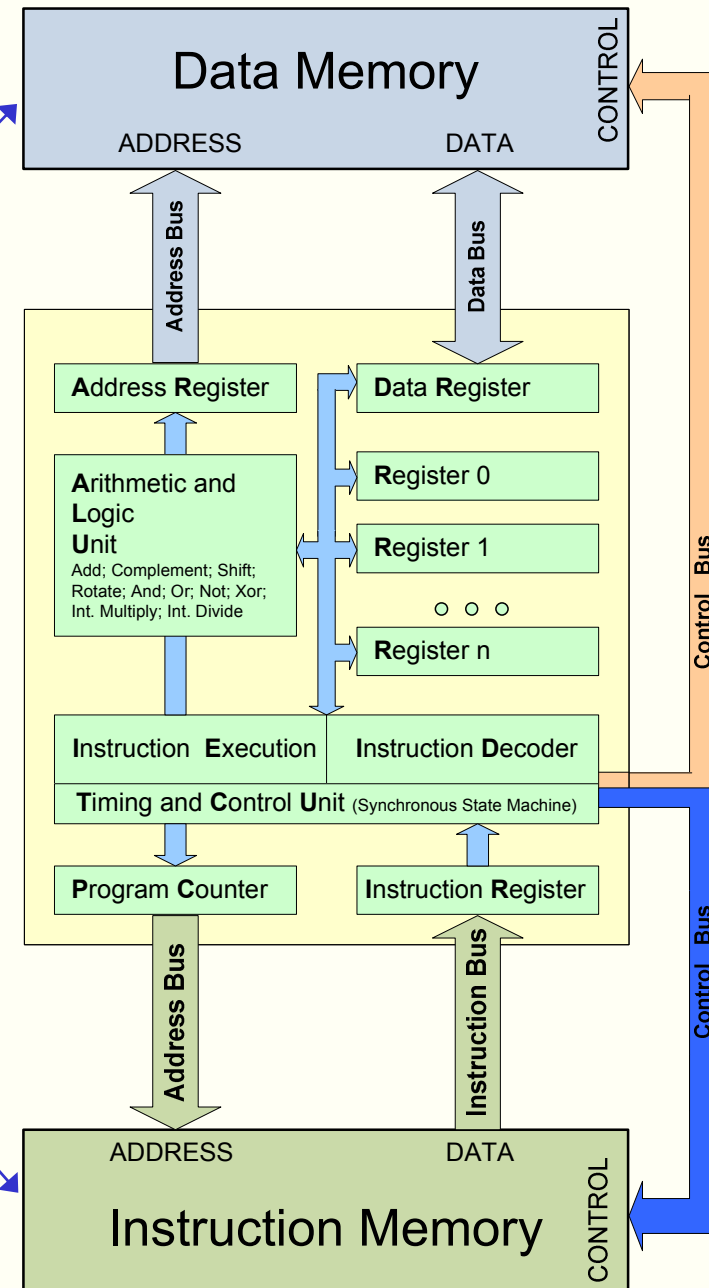 Data Memory
CONTROL
ADDRESS
DATA
Address Bus
Data Bus
Address Register
Data Register
Arithmetic and
Logic
Unit
Add; Complement; Shift;
Rotate; And; Or; Not; Xor;
Int. Multiply; Int. Divide
Register 0
Register 1
Register n
Control Bus
Instruction Execution
Instruction Decoder
Timing and Control Unit (Synchronous State Machine)
Program Counter
Instruction Register
Control Bus
Address Bus
Instruction Bus
ADDRESS
DATA
CONTROL
Instruction Memory